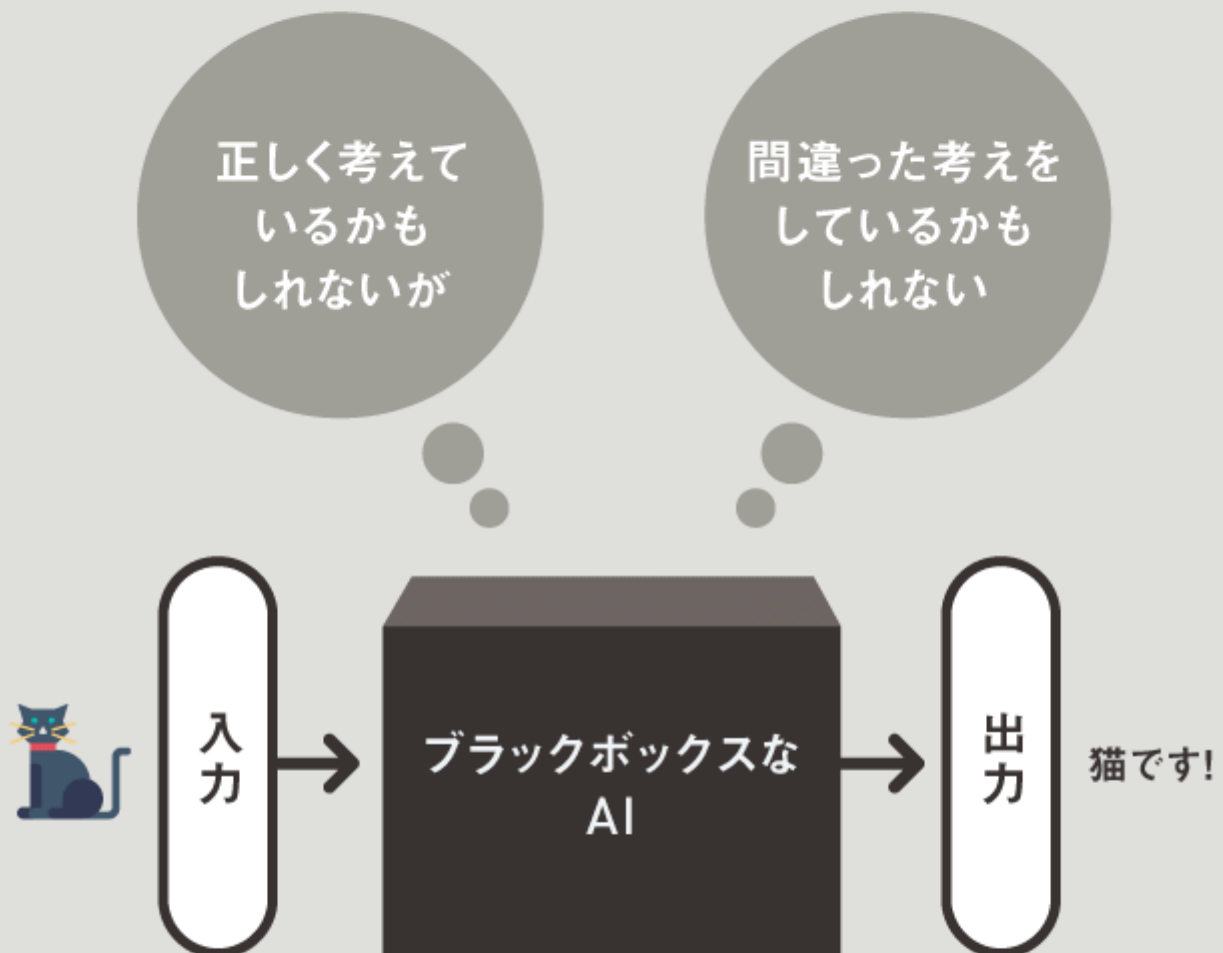 正しく考えて
いるかも
しれないが
間違った考えを
しているかも
しれない
入力
ブラックボックスな
AI
出力
猫です!